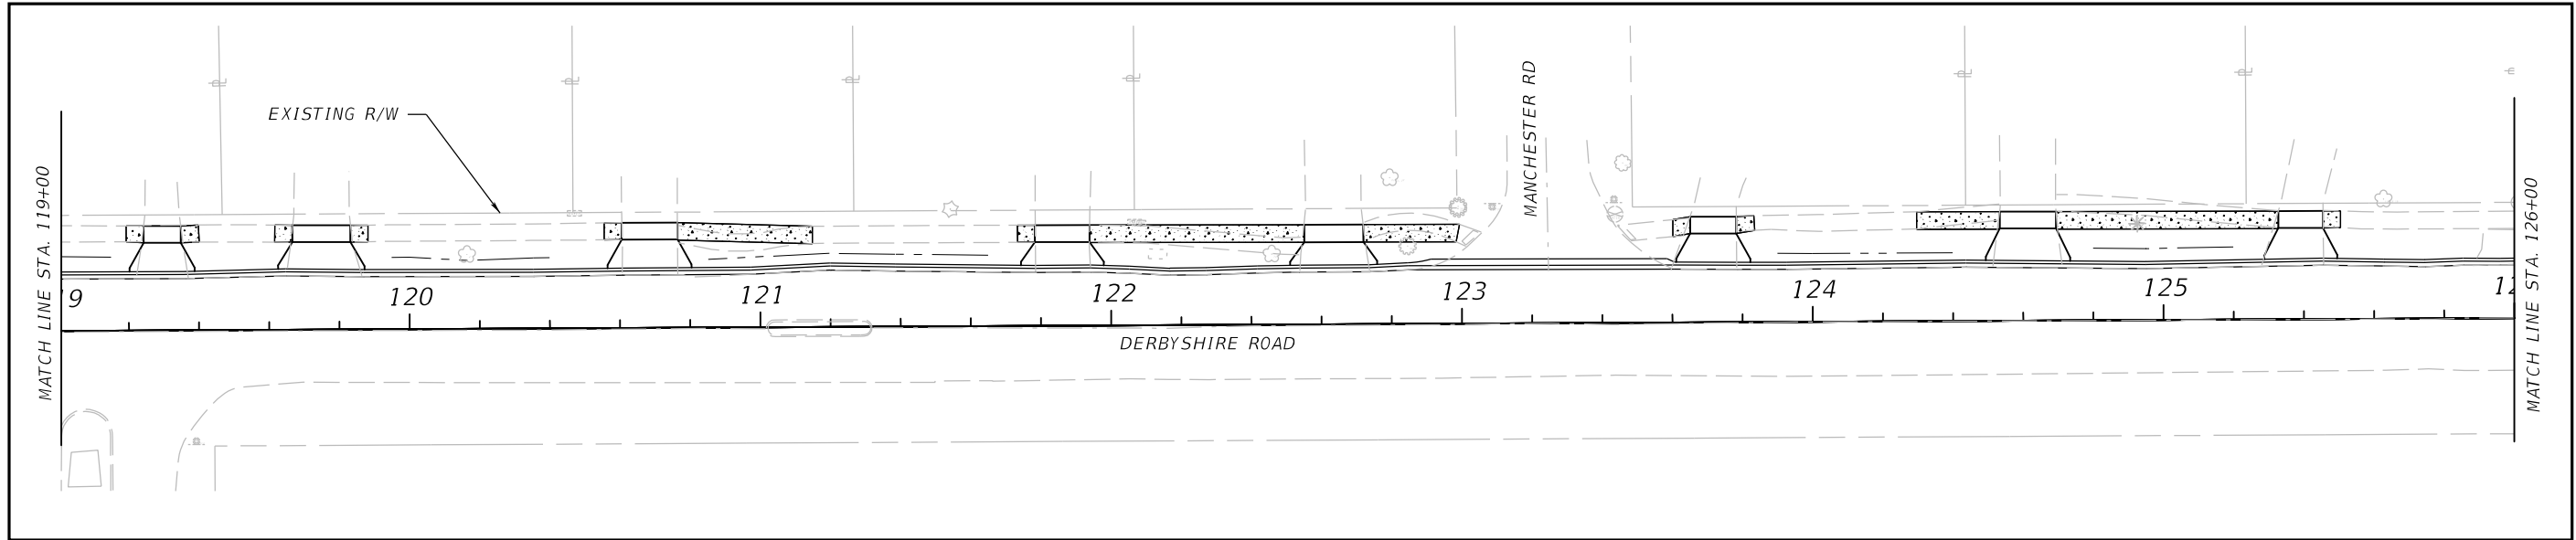 EXISTING R/W
MANCHESTER RD
MATCH LINE STA. 119+00
MATCH LINE STA. 126+00
9
120
121
122
123
124
125
12
DERBYSHIRE ROAD